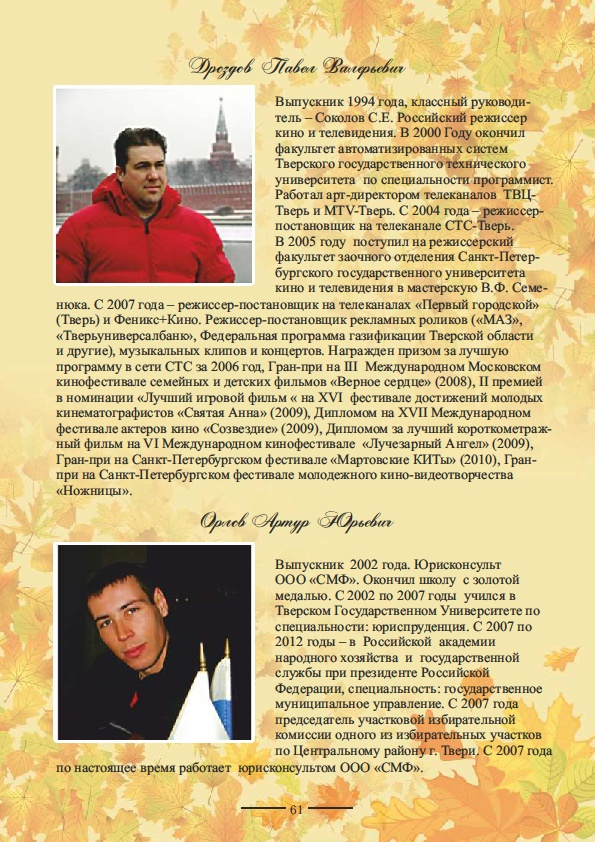 Дроздов Павел Валерьевич
Выпускник 1994 года, классный руководи-
тель – Соколов С.Е. Российский режиссер
кино и телевидения. В 2000 Году окончил
факультет автоматизированных систем
Тверского государственного технического
университета по специальности программист.
Работал арт-директором телеканалов ТВЦ-
Тверь и MTV-Тверь. С 2004 года – режиссер-
постановщик на телеканале СТС-Тверь.
В 2005 году поступил на режиссерский
факультет заочного отделения Санкт-Петер-
бургского государственного университета
кино и телевидения в мастерскую В.Ф. Семе-
нюка. С 2007 года – режиссер-постановщик на телеканалах «Первый городской»
(Тверь) и Феникс+Кино. Режиссер-постановщик рекламных роликов («МАЗ»,
«Тверьуниверсалбанк», Федеральная программа газификации Тверской области
и другие), музыкальных клипов и концертов. Награжден призом за лучшую
программу в сети СТС за 2006 год, Гран-при на III Международном Московском
кинофестивале семейных и детских фильмов «Верное сердце» (2008), II премией
в номинации «Лучший игровой фильм « на XVI фестивале достижений молодых
кинематографистов «Святая Анна» (2009), Дипломом на XVII Международном
фестивале актеров кино «Созвездие» (2009), Дипломом за лучший короткометраж-
ный фильм на VI Международном кинофестивале «Лучезарный Ангел» (2009),
Гран-при на Санкт-Петербургском фестивале «Мартовские КИТы» (2010), Гран-
при на Санкт-Петербургском фестивале молодежного кино-видеотворчества
«Ножницы».
Орлов Артур Юрьевич
Выпускник 2002 года. Юрисконсульт
ООО «СМФ». Окончил школу с золотой
медалью. С 2002 по 2007 годы учился в
Тверском Государственном Университете по
специальности: юриспруденция. С 2007 по
2012 годы – в Российской академии
народного хозяйства и государственной
службы при президенте Российской
Федерации, специальность: государственное
муниципальное управление. С 2007 года
председатель участковой избирательной
комиссии одного из избирательных участков
по Центральному району г. Твери. С 2007 года
по настоящее время работает юрисконсультом ООО «СМФ».
61